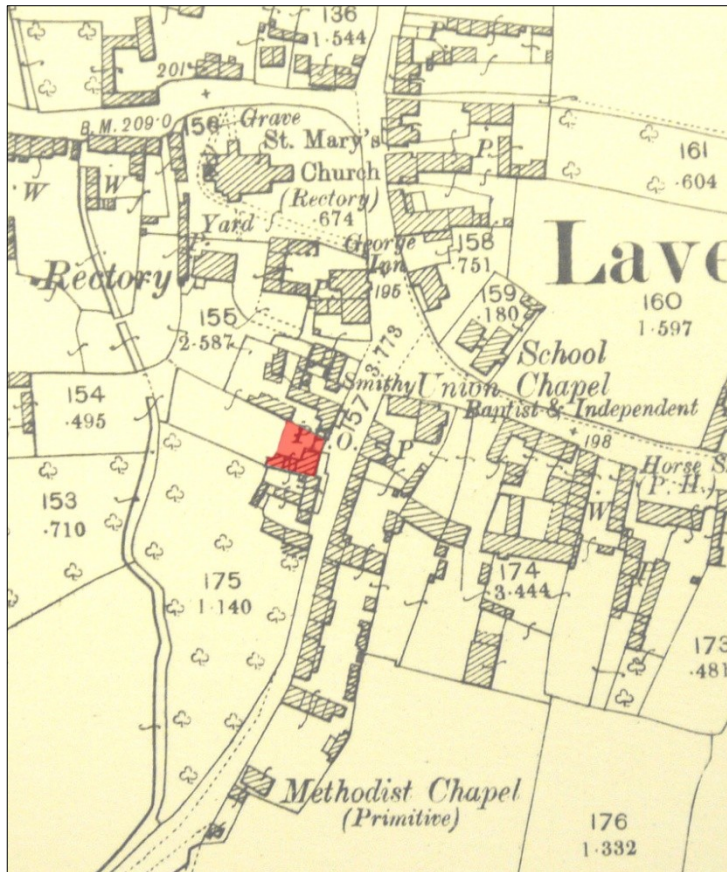 136
1·544
201
B.M. 209·0
156
Grave
St. Mary's
Church
(Rectory)
·674
Yard
P.
W
W
P
P.
161
·604
Rectory
George
Inn
195
158
·751
Lave
159
·180
160
1·597
P
155
2·587
3·773
School
Smithy
Union Chapel
Baptist & Independent
198
154
·495
157
P. O.
P
Horse S
(P. H.)
W
153
·710
175
1·140
174
3·444
173
·481
Methodist Chapel
(Primitive)
176
1·332